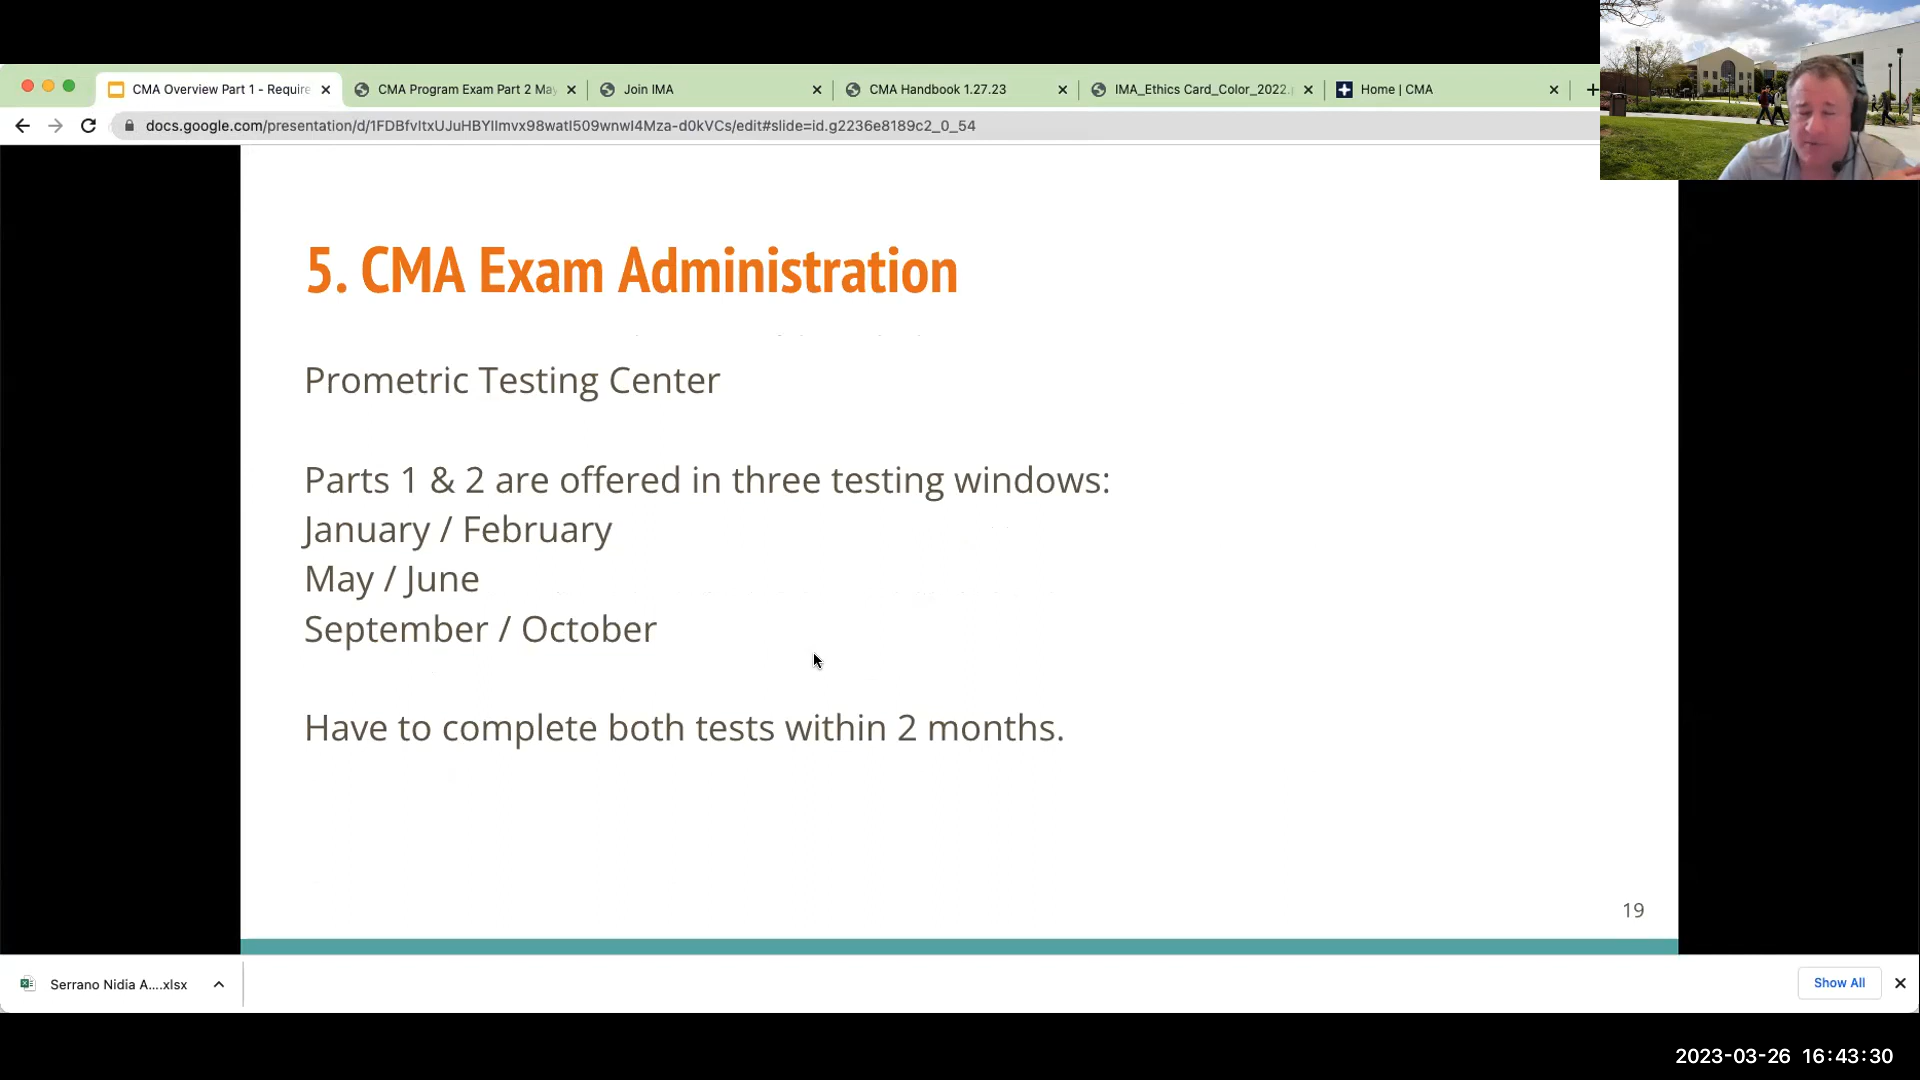 CMA Overview Part 1 - Require
CMA Program Exam Part 2 May
Join IMA
CMA Handbook 1.27.23
IMA_Ethics Card_Color_2022.
Home | CMA
docs.google.com/presentation/d/1FDBfvItxUJuHBYIlmvx98watI509wnwI4Mza-d0kVCs/edit#slide=id.g2236e8189c2_0_54
5. CMA Exam Administration
Prometric Testing Center
Parts 1 & 2 are offered in three testing windows:
January / February
May / June
September / October
Have to complete both tests within 2 months.
19
Serrano Nidia A....xlsx
Show All
2023-03-26 16:43:30